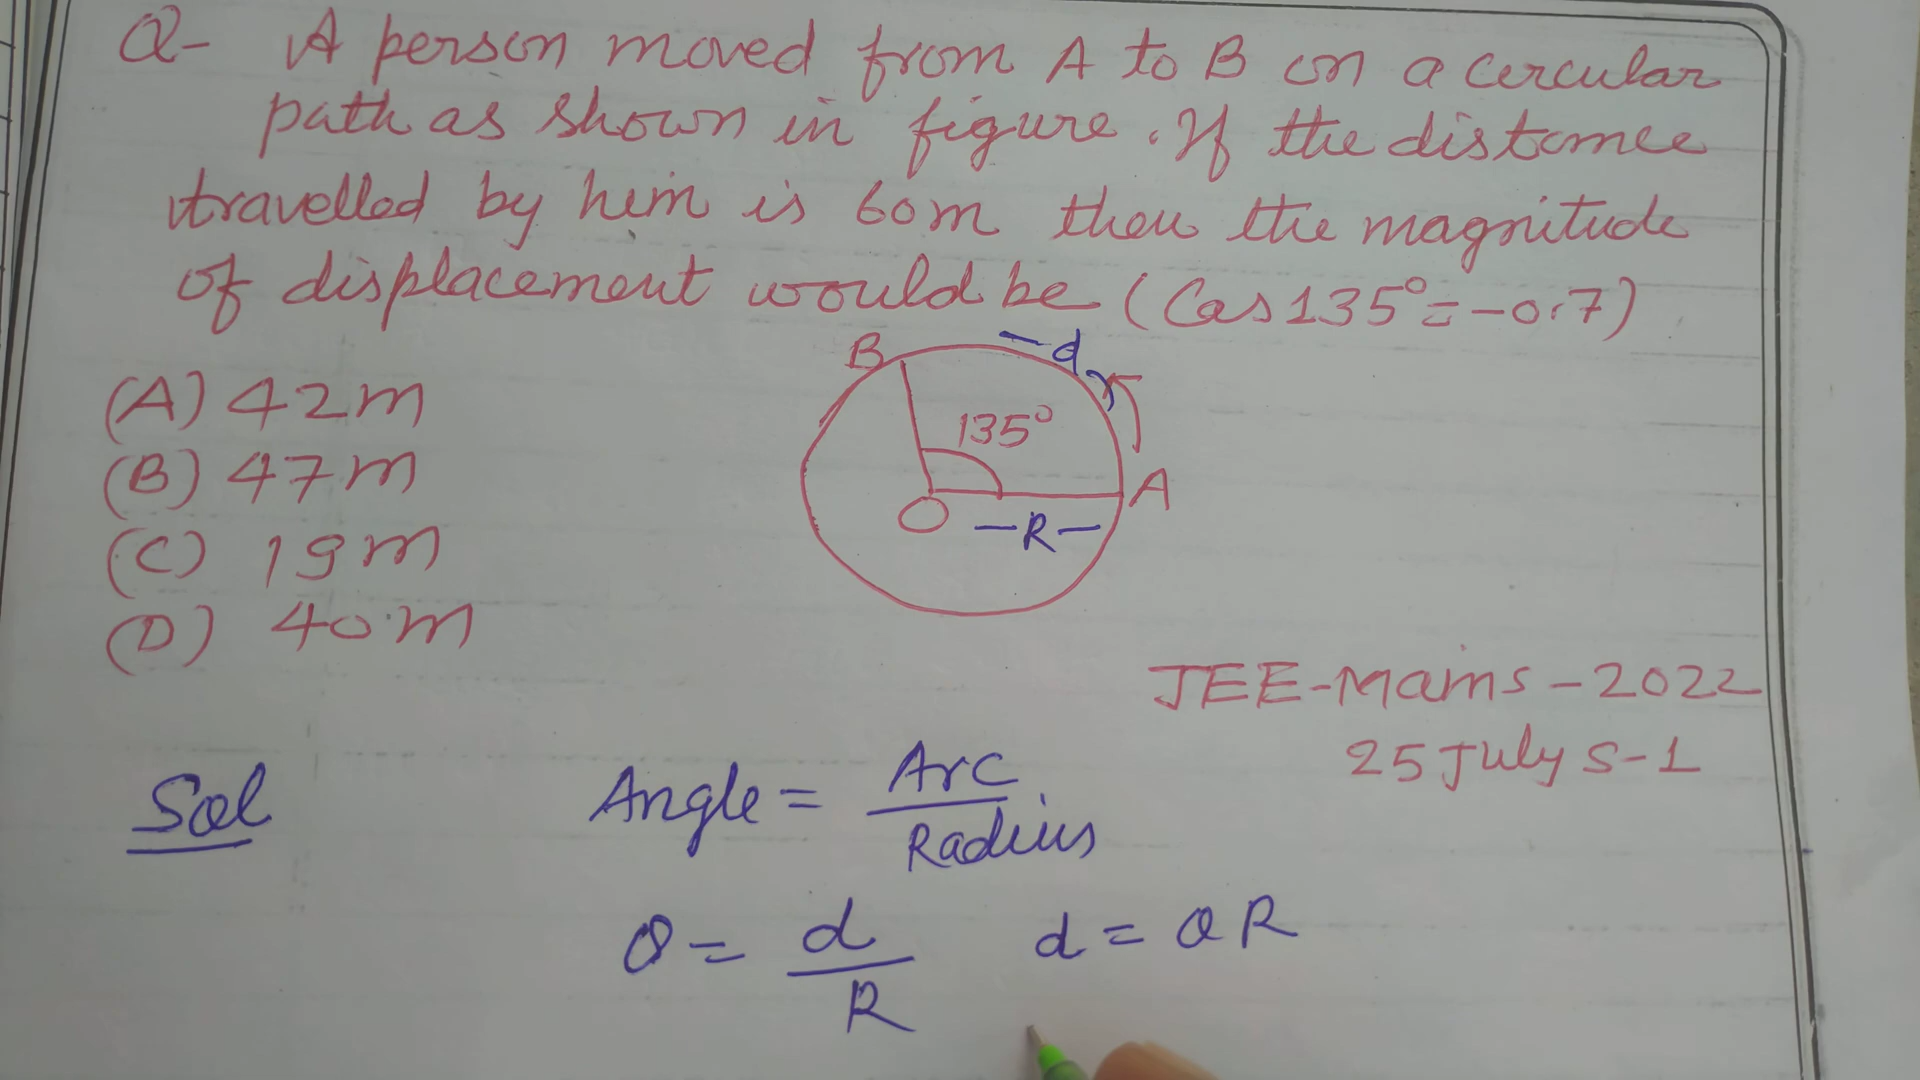 Q- A person moved from A to B on a circular
path as shown in figure. If the distance
travelled by him is 60m then the magnitude
of displacement would be (Cos135°=-0.7)
B
d
(A) 42m
135°
(B) 47m
A
O
R
(C) 19m
(D) 40m
JEE-Mains-2022
25 July S-1
Sol
Angle = Arc
Radius
θ = d
R
d = θR